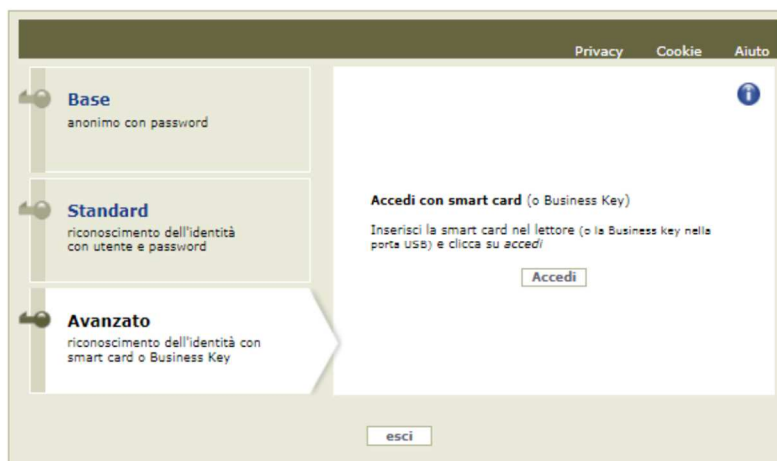 Privacy Cookie Aiuto
Base
anonimo con password
Standard
riconoscimento dell'identità
con utente e password
Avanzato
riconoscimento dell'identità con
smart card o Business Key
Accedi con smart card (o Business Key)
Inserisci la smart card nel lettore (o la Business key nella
porta USB) e clicca su accedi
Accedi
esci